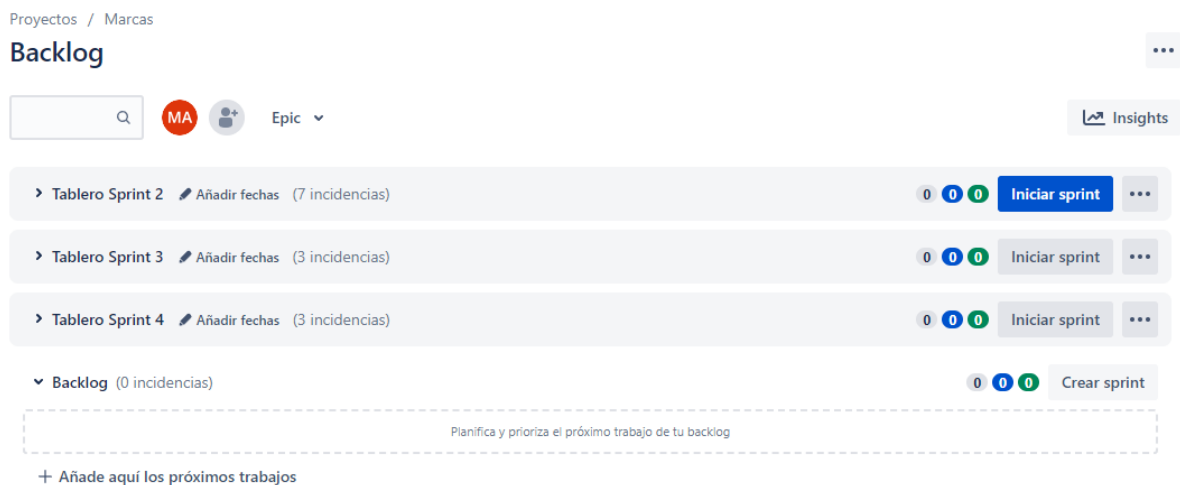 Proyectos / Marcas
Backlog
MA Epic Insights
Tablero Sprint 2 Añadir fechas (7 incidencias) 0 0 0 Iniciar sprint
Tablero Sprint 3 Añadir fechas (3 incidencias) 0 0 0 Iniciar sprint
Tablero Sprint 4 Añadir fechas (3 incidencias) 0 0 0 Iniciar sprint
Backlog (0 incidencias) 0 0 0 Crear sprint
Planifica y prioriza el próximo trabajo de tu backlog
+ Añade aquí los próximos trabajos